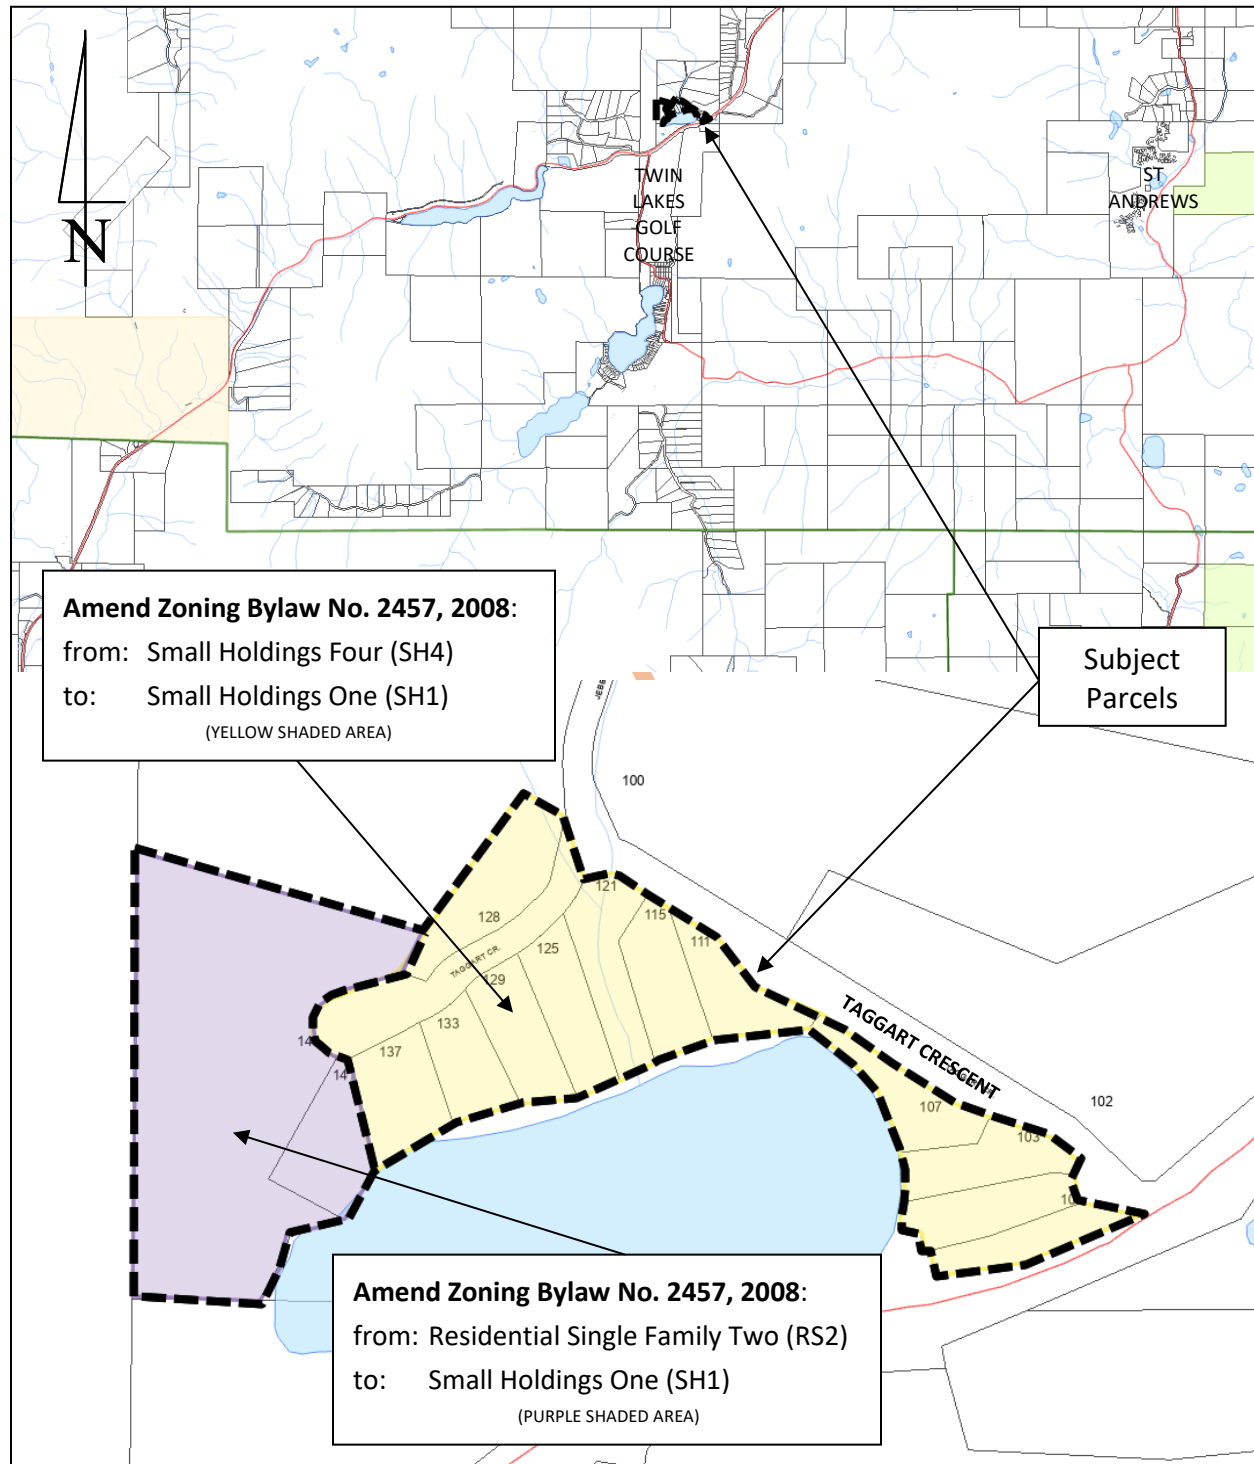 TWIN
LAKES
GOLF
COURSE
ST
ANDREWS
N
Amend Zoning Bylaw No. 2457, 2008:
from: Small Holdings Four (SH4)
to: Small Holdings One (SH1)
(YELLOW SHADED AREA)
Subject
Parcels
100
121
128
115
125
111
TAGGART CR.
129
133
137
14
14
TAGGART CRESCENT
107
102
103
10
Amend Zoning Bylaw No. 2457, 2008:
from: Residential Single Family Two (RS2)
to: Small Holdings One (SH1)
(PURPLE SHADED AREA)